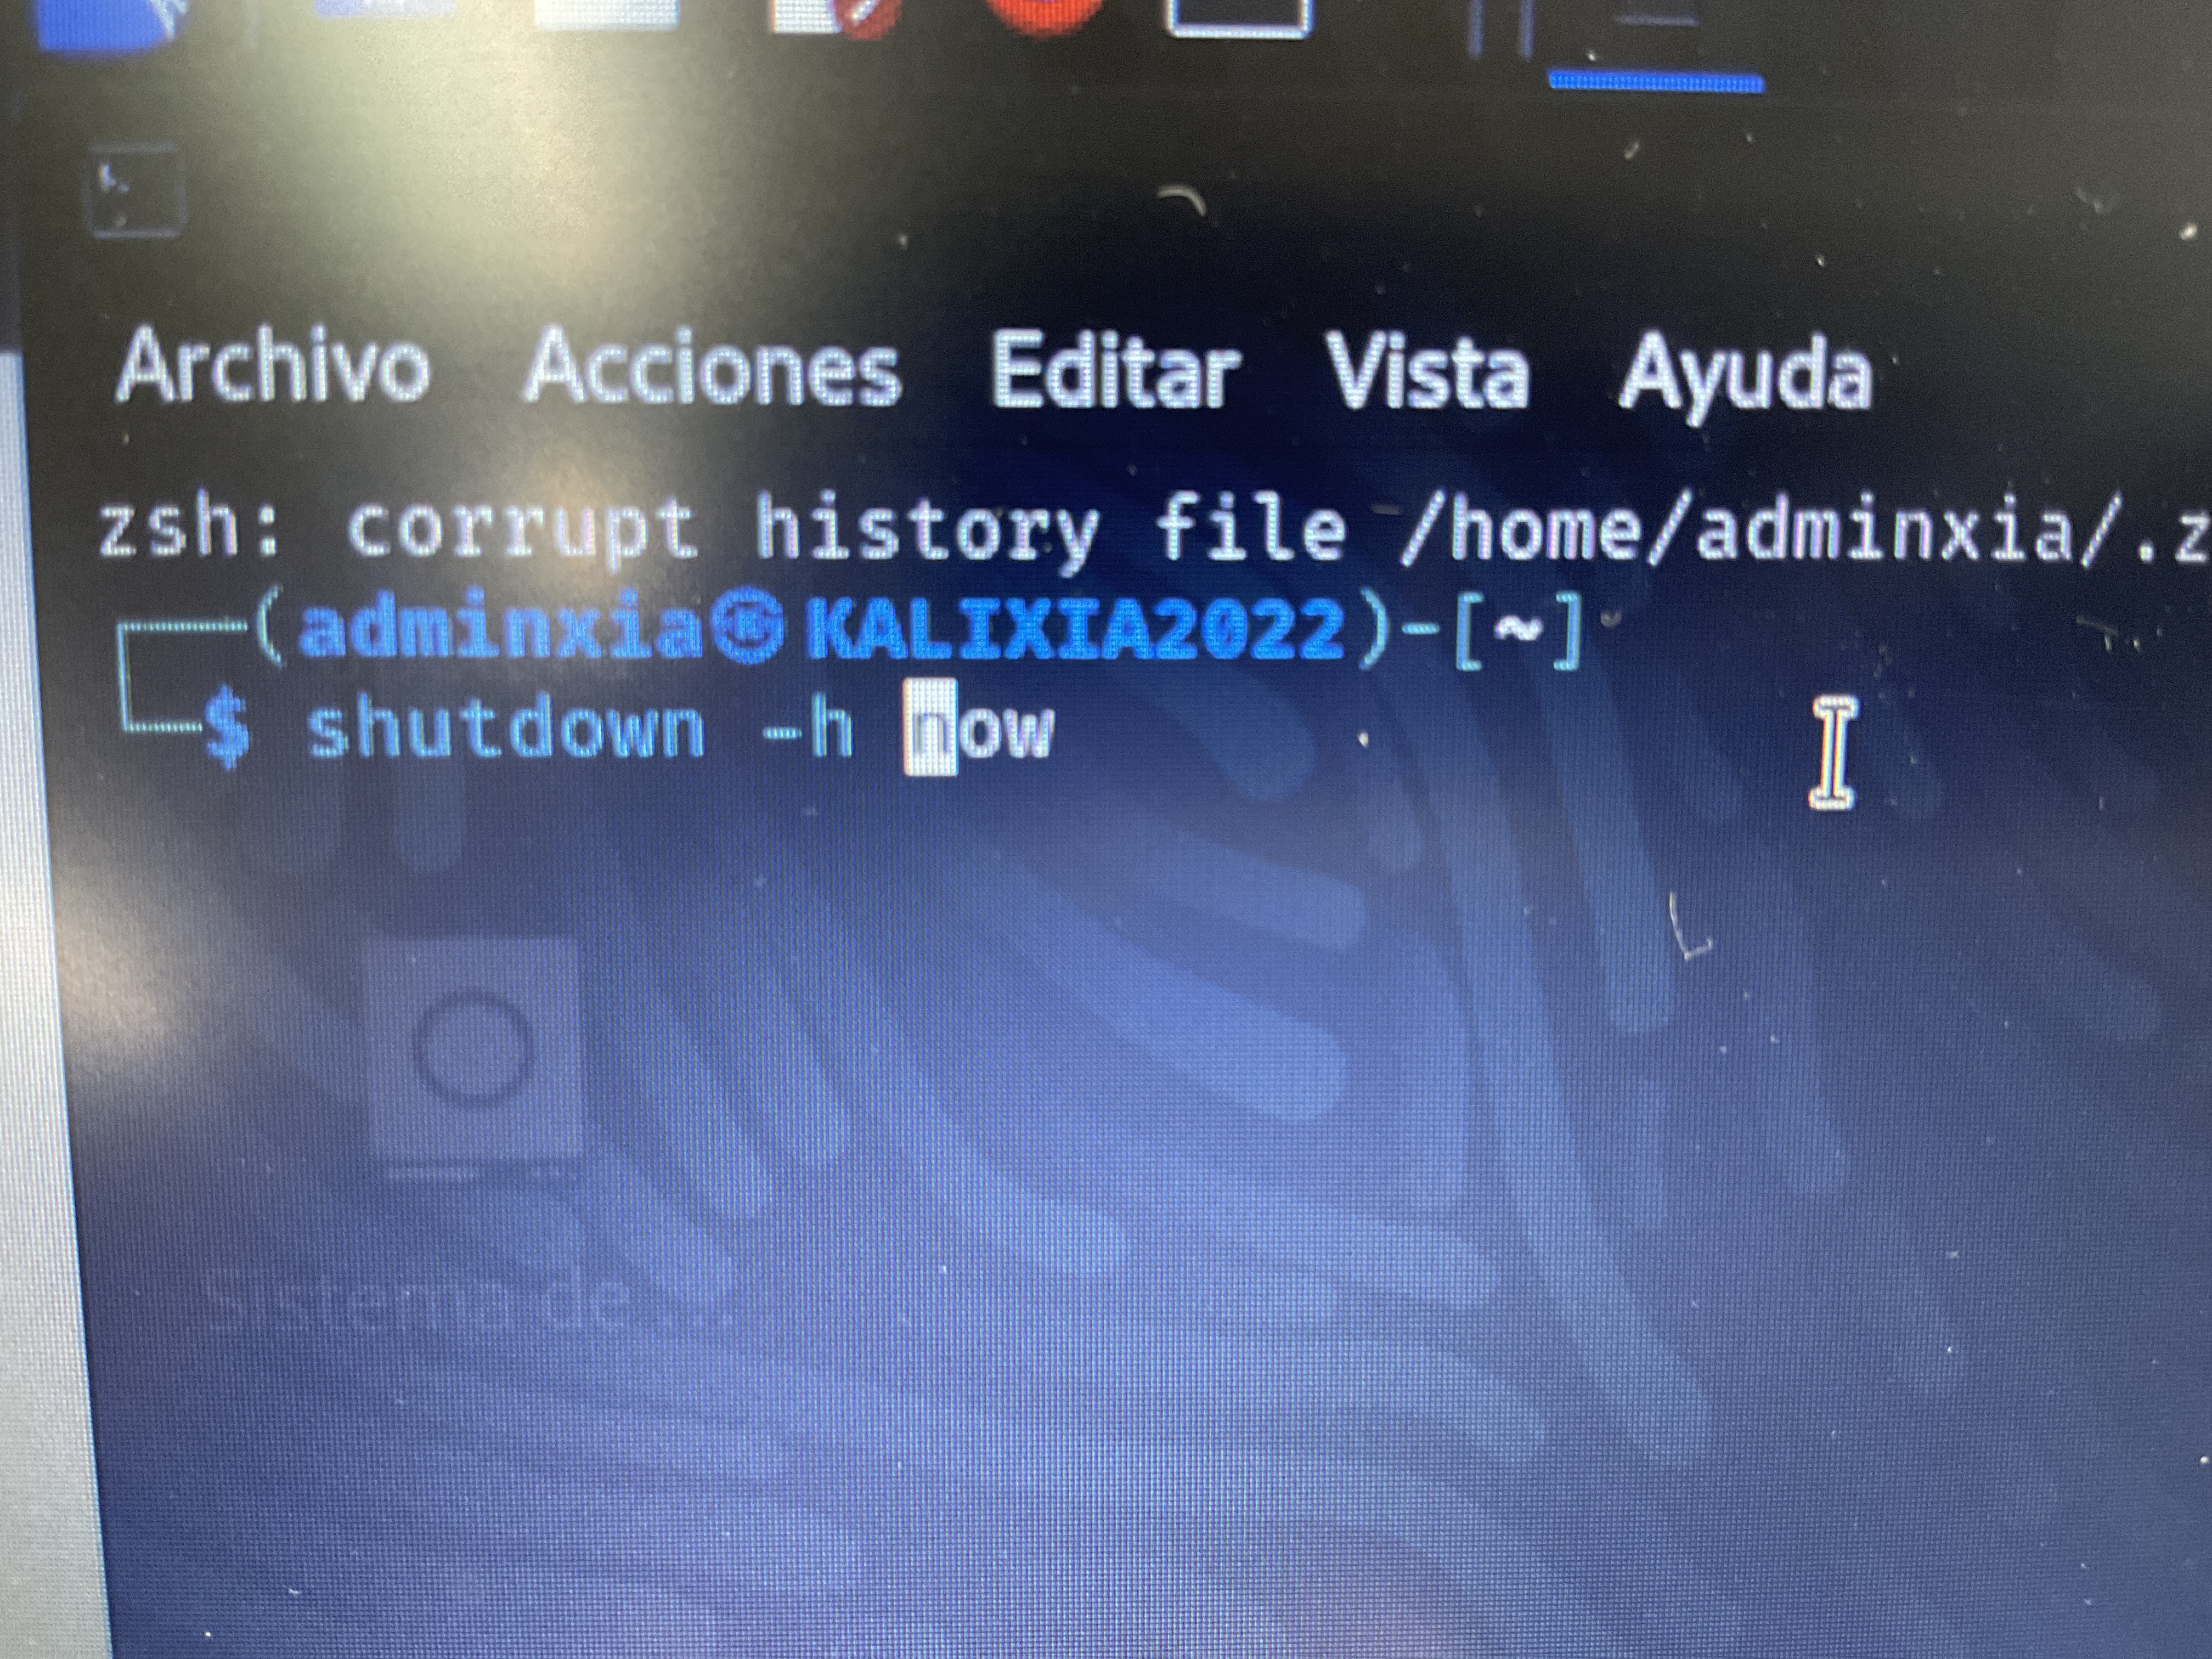 Archivo Acciones Editar Vista Ayuda
zsh: corrupt history file /home/adminxia/.z
(adminxia㉿KALIXIA2022)-[~]
$ shutdown -h now
Sistema de...